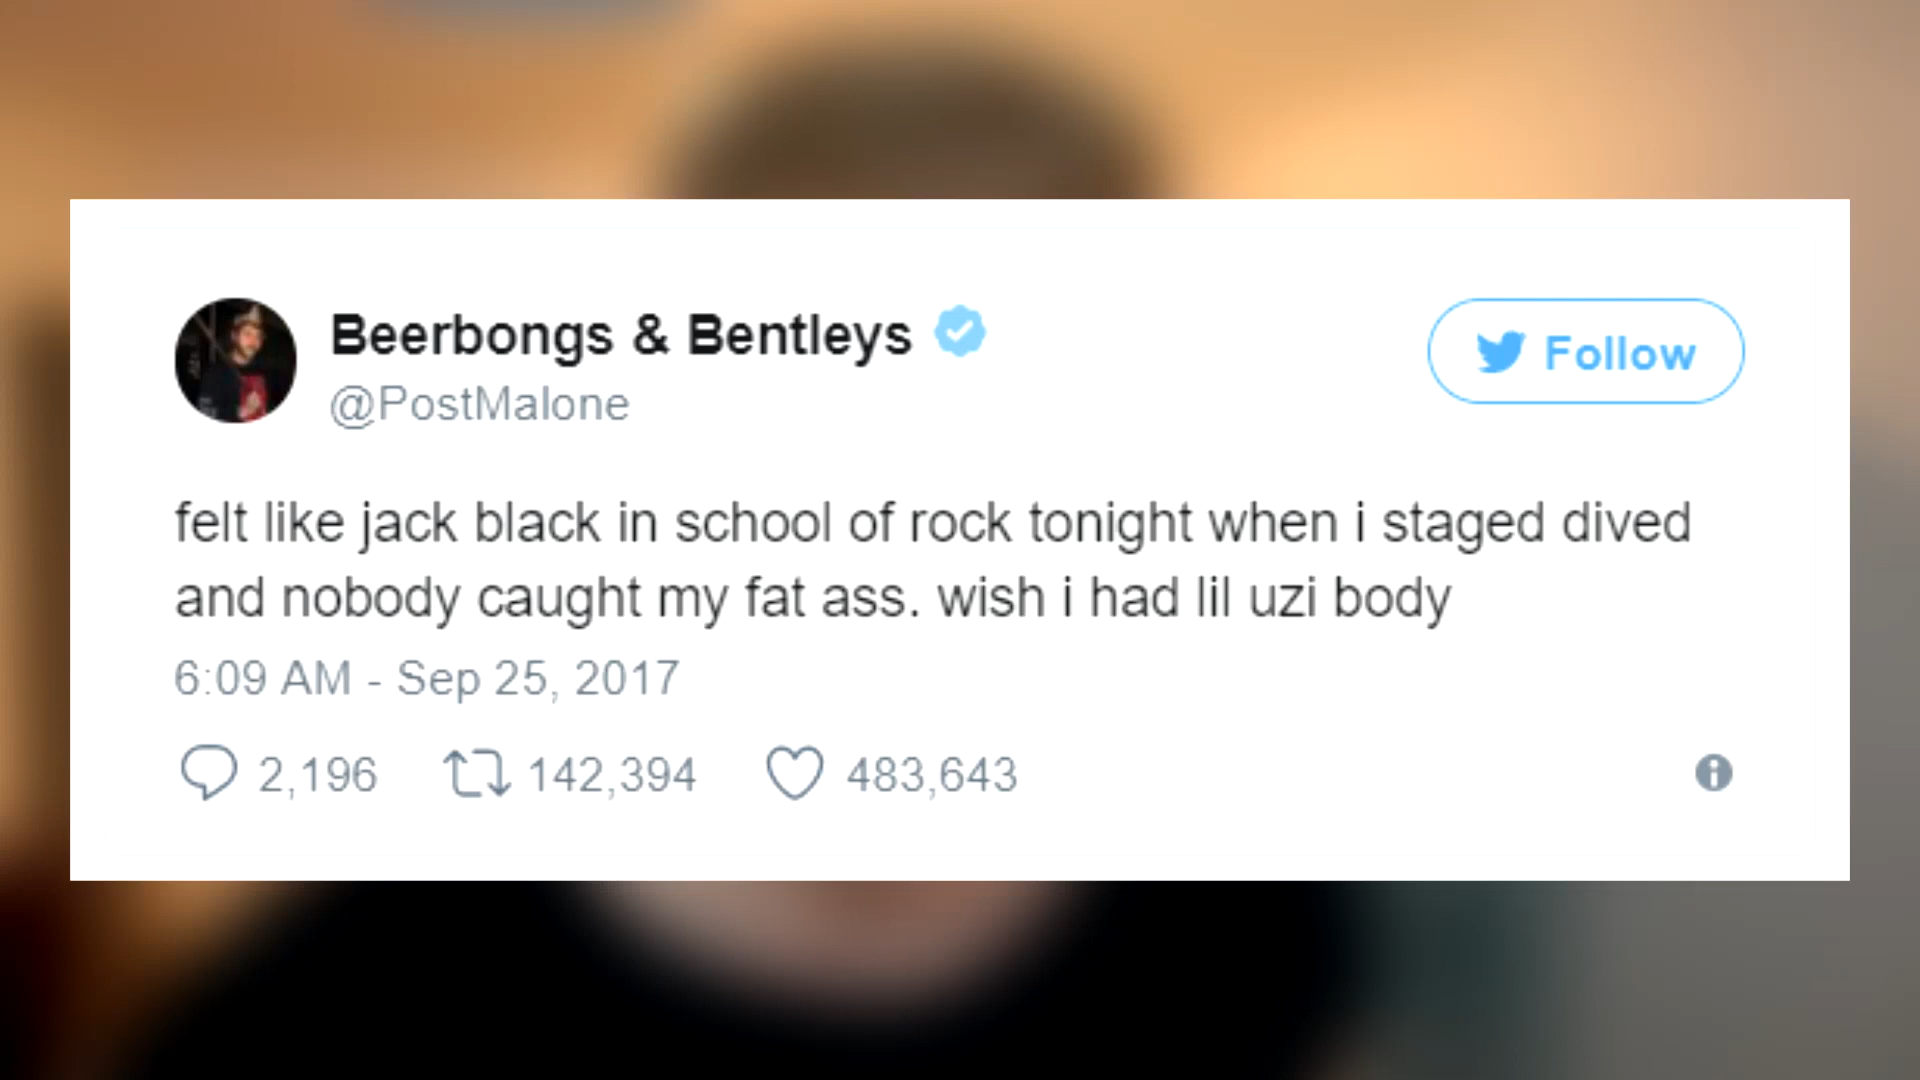 Beerbongs & Bentleys
@PostMalone
Follow
felt like jack black in school of rock tonight when i staged dived
and nobody caught my fat ass. wish i had lil uzi body
6:09 AM - Sep 25, 2017
2,196 142,394 483,643